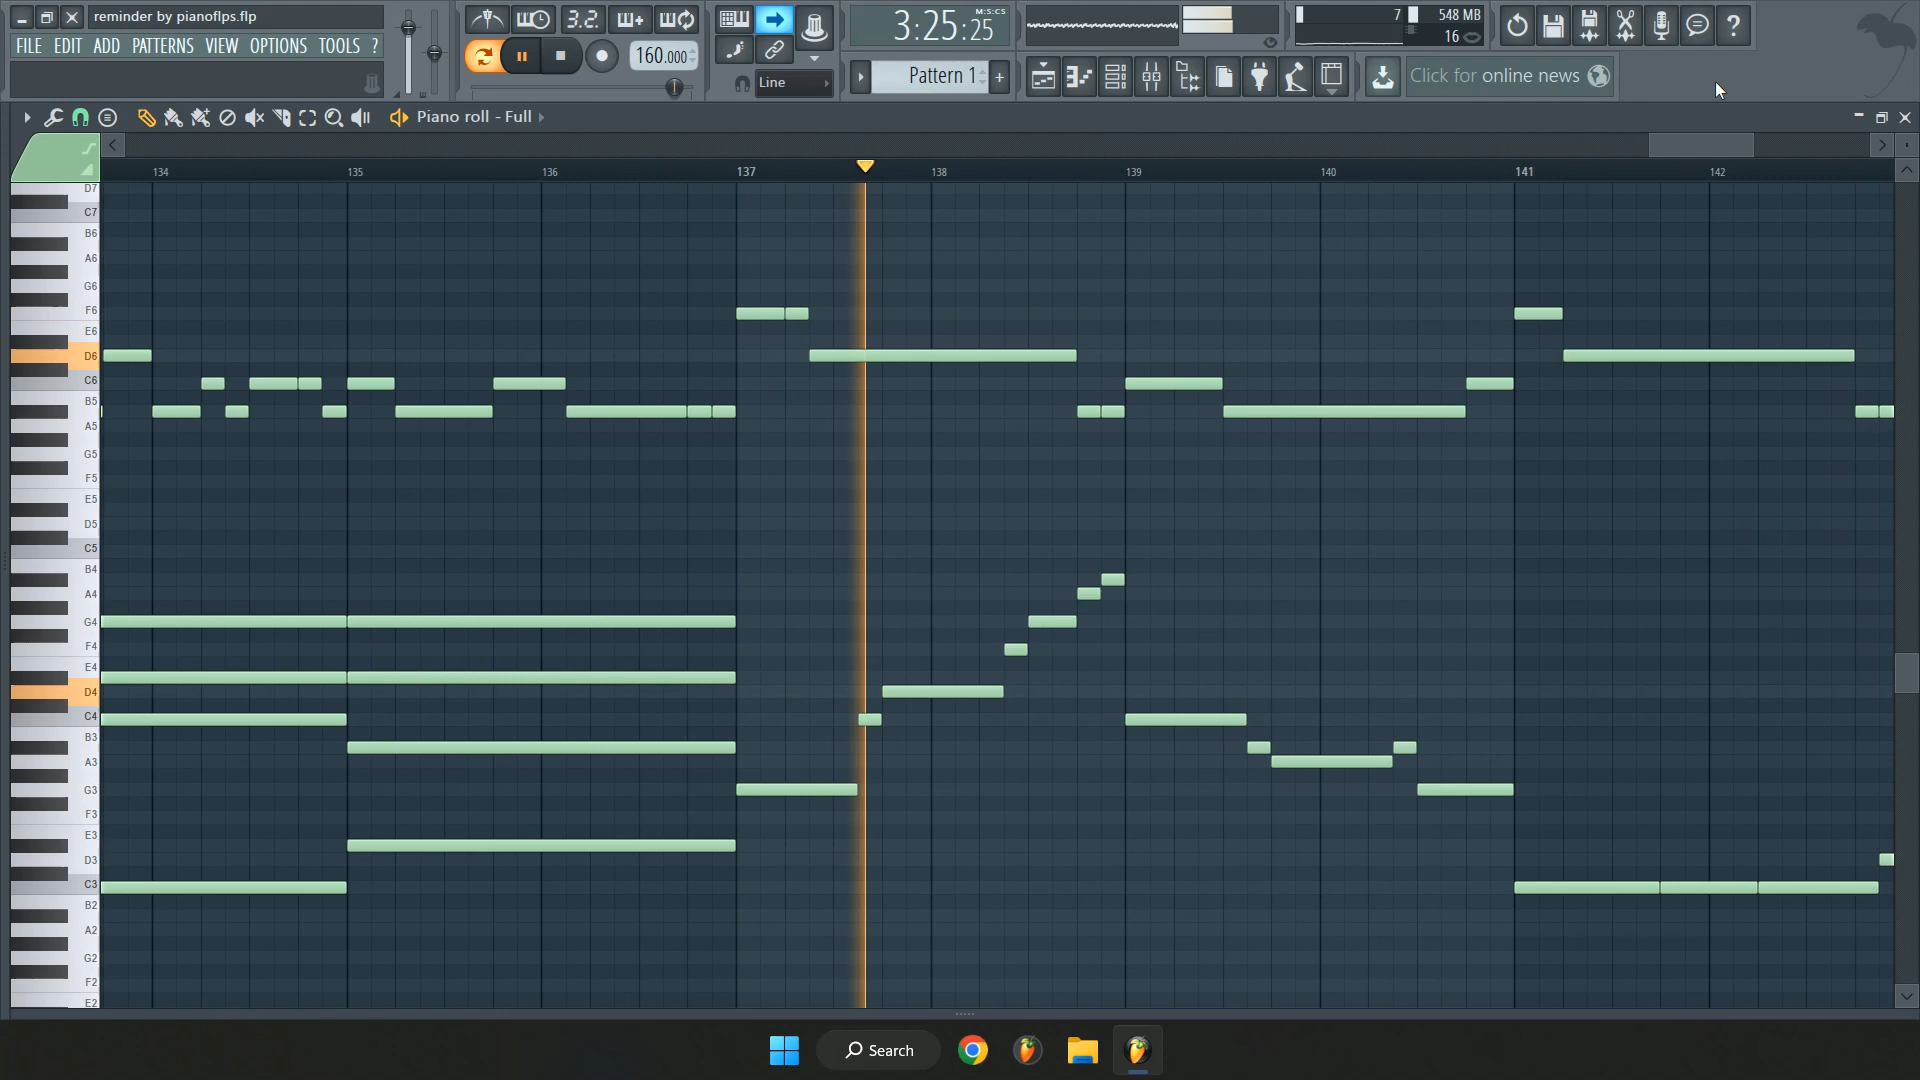 reminder by pianoflps.flp
FILE EDIT ADD PATTERNS VIEW OPTIONS TOOLS ?
3.2.
160.000
Line
3:25:25
M:S:CS
Pattern 1
7
548 MB
16
Click for online news
Piano roll - Full
134 135 136 137 138 139 140 141 142
D7
C7
B6
A6
G6
F6
E6
D6
C6
B5
A5
G5
F5
E5
D5
C5
B4
A4
G4
F4
E4
D4
C4
B3
A3
G3
F3
E3
D3
C3
B2
A2
G2
F2
E2
Search